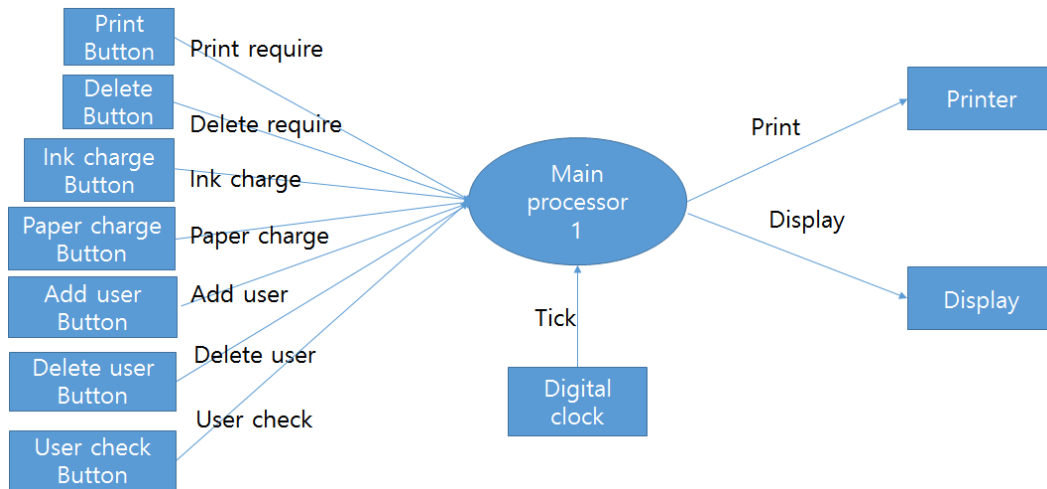 Print
Button
Print require
Delete
Button
Delete require
Ink charge
Button
Ink charge
Paper charge
Button
Paper charge
Add user
Button
Add user
Delete user
Button
Delete user
User check
Button
User check
Main
processor
1
Tick
Digital
clock
Print
Printer
Display
Display